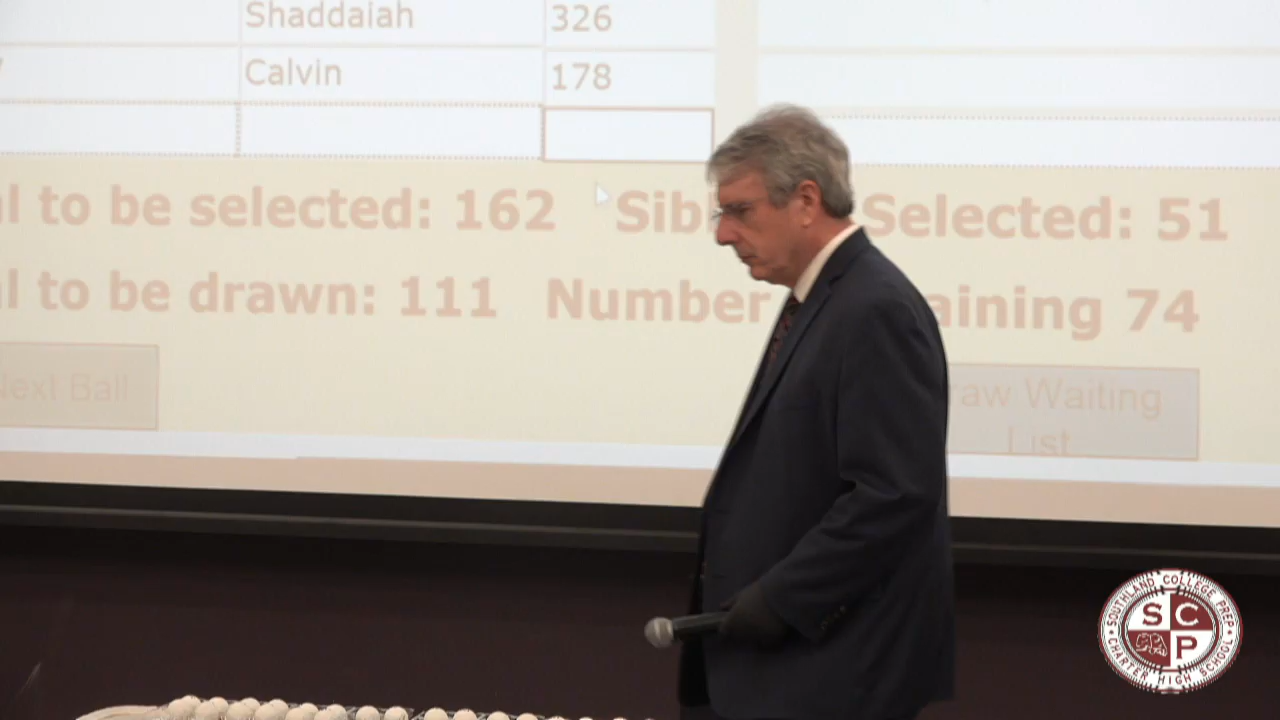 Shaddaiah 326
Calvin 178
l to be selected: 162 Sib Selected: 51
l to be drawn: 111 Number aining 74
Next Ball
raw Waiting
List
SOUTHLAND COLLEGE PREP
CHARTER HIGH SCHOOL
S C
P